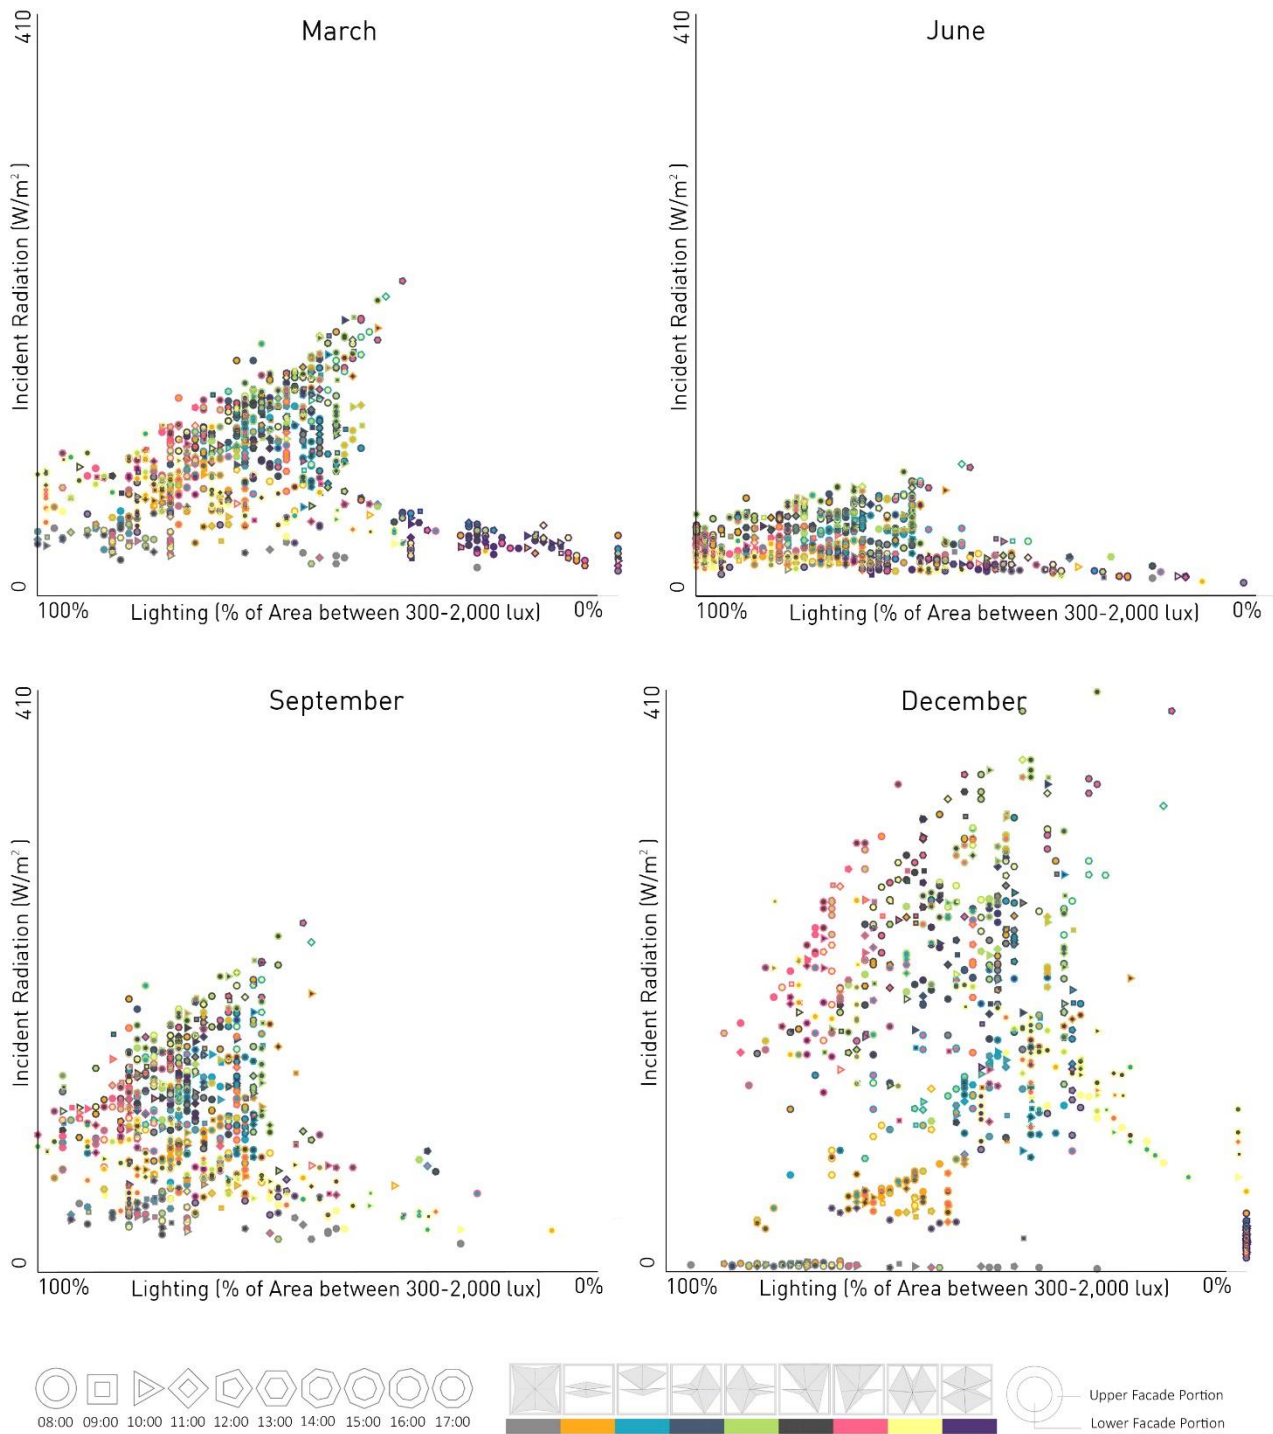 March
June
410
Incident Radiation (W/m²)
0
100%
Lighting (% of Area between 300-2,000 lux)
0%
410
Incident Radiation (W/m²)
0
100%
Lighting (% of Area between 300-2,000 lux)
0%
September
December
410
Incident Radiation (W/m²)
0
100%
Lighting (% of Area between 300-2,000 lux)
0%
410
Incident Radiation (W/m²)
0
100%
Lighting (% of Area between 300-2,000 lux)
0%
08:00 09:00 10:00 11:00 12:00 13:00 14:00 15:00 16:00 17:00
Upper Facade Portion
Lower Facade Portion